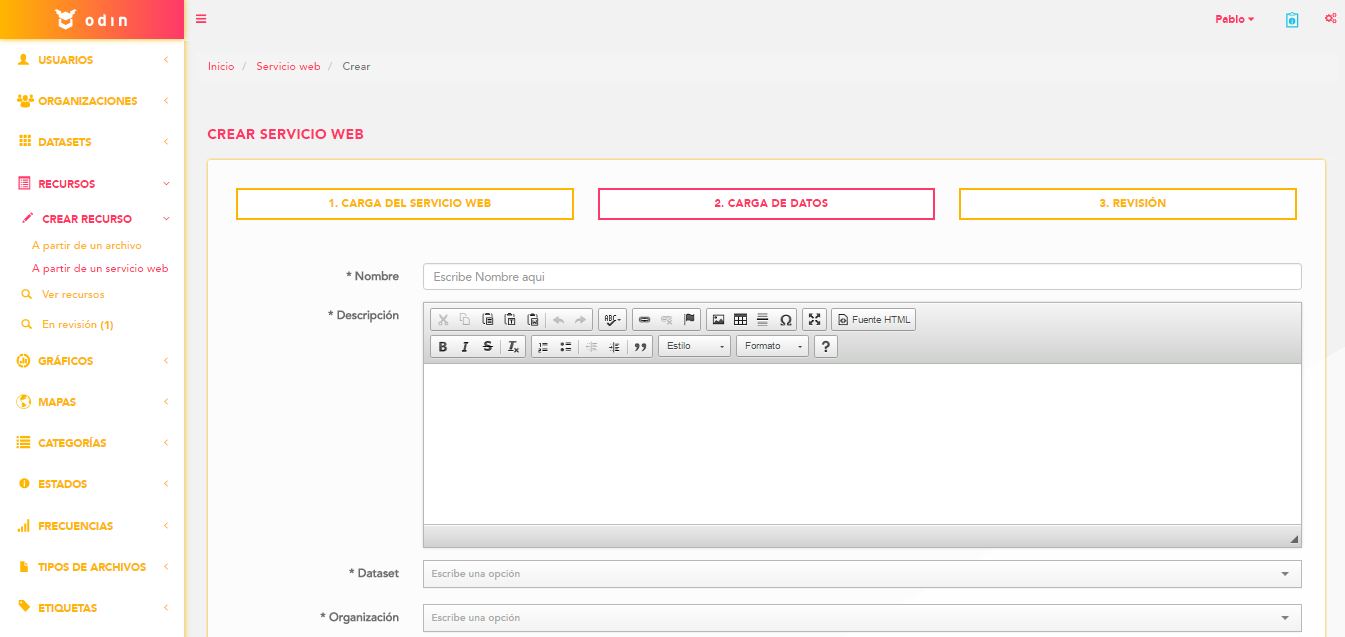 odin
Pablo
USUARIOS
ORGANIZACIONES
DATASETS
RECURSOS
CREAR RECURSO
A partir de un archivo
A partir de un servicio web
Ver recursos
En revisión (1)
GRÁFICOS
MAPAS
CATEGORÍAS
ESTADOS
FRECUENCIAS
TIPOS DE ARCHIVOS
ETIQUETAS
Inicio / Servicio web / Crear
CREAR SERVICIO WEB
1. CARGA DEL SERVICIO WEB
2. CARGA DE DATOS
3. REVISIÓN
* Nombre
Escribe Nombre aqui
* Descripción
ABC
Ω
Fuente HTML
B I S Tx
Estilo
Formato
?
* Dataset
Escribe una opción
* Organización
Escribe una opción